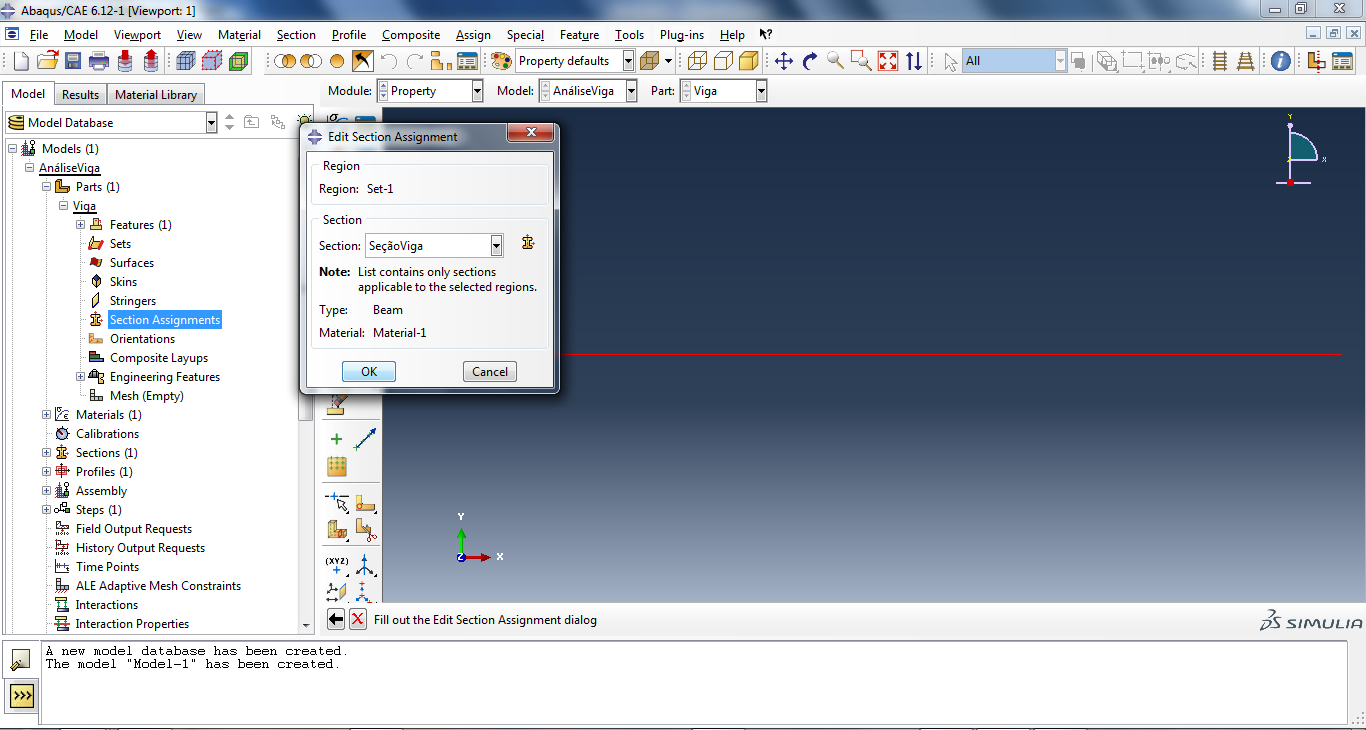 Abaqus/CAE 6.12-1 [Viewport: 1]
File Model Viewport View Material Section Profile Composite Assign Special Feature Tools Plug-ins Help
Property defaults All
Model Results Material Library Module: Property Model: AnáliseViga Part: Viga
Model Database
Models (1)
AnáliseViga
Parts (1)
Viga
Features (1)
Sets
Surfaces
Skins
Stringers
Section Assignments
Orientations
Composite Layups
Engineering Features
Mesh (Empty)
Materials (1)
Calibrations
Sections (1)
Profiles (1)
Assembly
Steps (1)
Field Output Requests
History Output Requests
Time Points
ALE Adaptive Mesh Constraints
Interactions
Interaction Properties
Edit Section Assignment
Region
Region: Set-1
Section
Section: SeçãoViga
Note: List contains only sections
applicable to the selected regions.
Type: Beam
Material: Material-1
OK Cancel
(XYZ)
Y
X
Y
Z X
Fill out the Edit Section Assignment dialog
SIMULIA
A new model database has been created.
The model "Model-1" has been created.
>>>